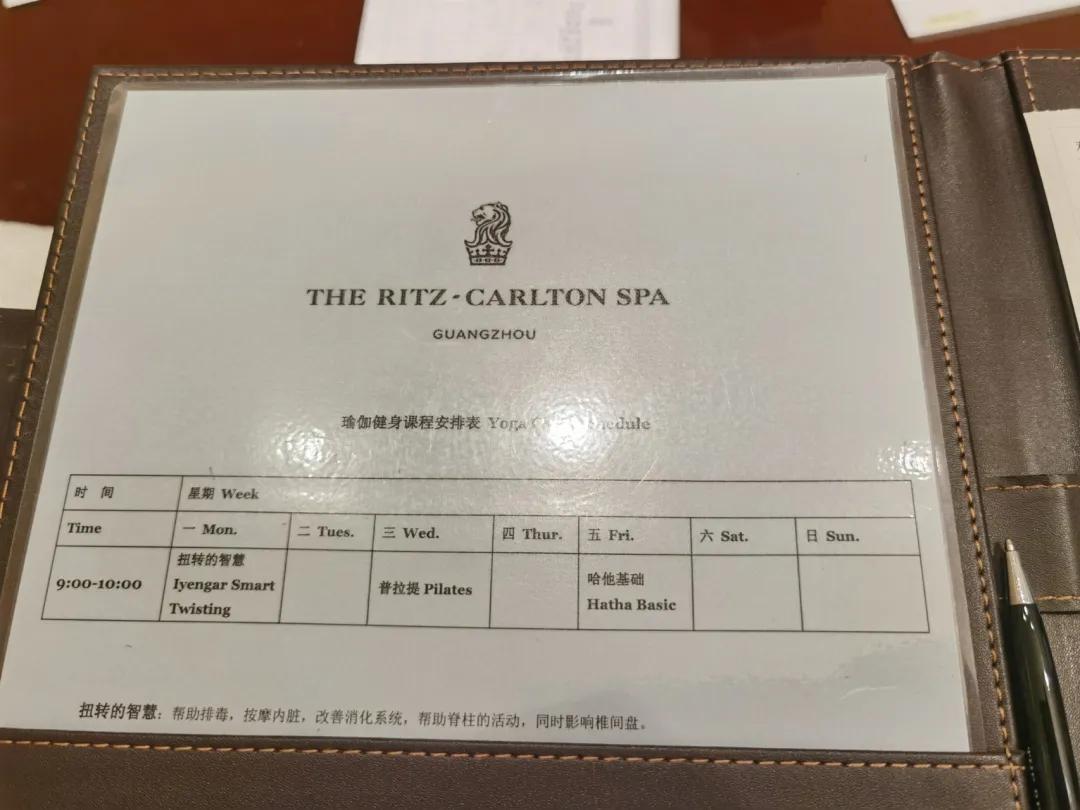 THE RITZ-CARLTON SPA
GUANGZHOU
瑜伽健身课程安排表 Yoga Schedule
时 间 星期 Week
Time 一 Mon. 二 Tues. 三 Wed. 四 Thur. 五 Fri. 六 Sat. 日 Sun.
扭转的智慧 哈他基础
9:00-10:00 Iyengar Smart 普拉提 Pilates Hatha Basic
Twisting
扭转的智慧：帮助排毒，按摩内脏，改善消化系统，帮助脊柱的活动，同时影响椎间盘。